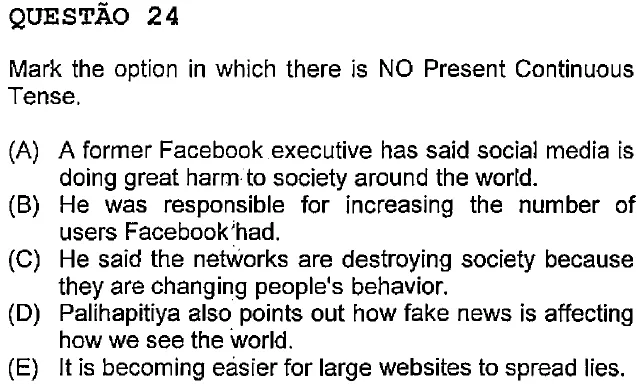 QUESTÃO 24
Mark the option in which there is NO Present Continuous
Tense.
(A) A former Facebook executive has said social media is
doing great harm to society around the world.
(B) He was responsible for increasing the number of
users Facebook had.
(C) He said the networks are destroying society because
they are changing people's behavior.
(D) Palihapitiya also points out how fake news is affecting
how we see the world.
(E) It is becoming easier for large websites to spread lies.